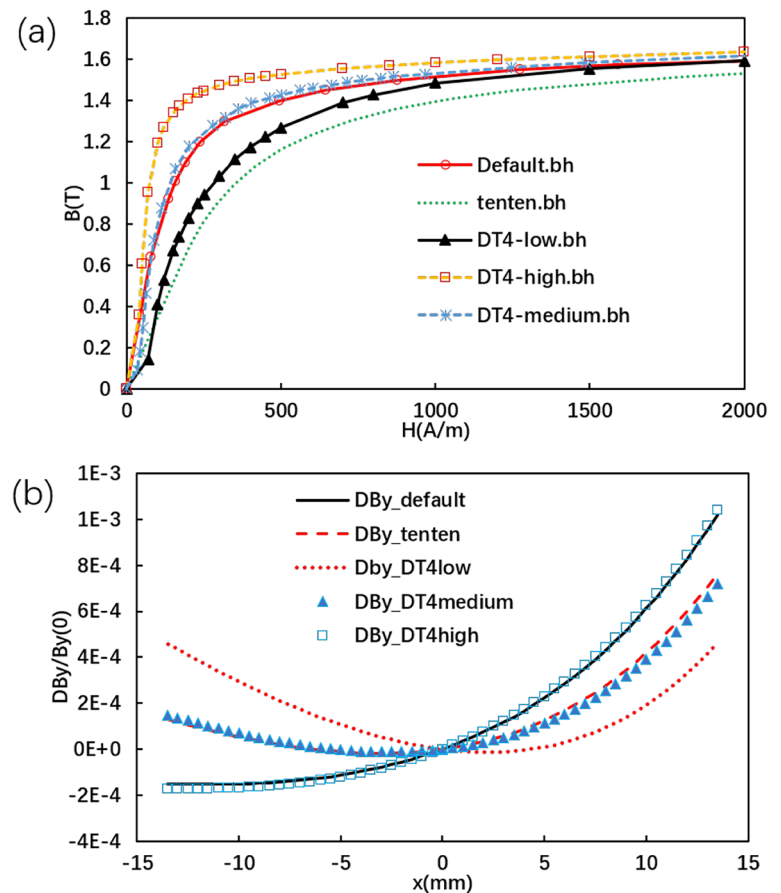 (a)
B(T)
1.8
1.6
1.4
1.2
1
0.8
0.6
0.4
0.2
0
Default.bh
tenten.bh
DT4-low.bh
DT4-high.bh
DT4-medium.bh
0 500 1000 1500 2000
H(A/m)
(b)
DBy/By(0)
1E-3
1E-3
8E-4
6E-4
4E-4
2E-4
0E+0
-2E-4
-4E-4
DBy_default
DBy_tenten
Dby_DT4low
DBy_DT4medium
DBy_DT4high
-15 -10 -5 0 5 10 15
x(mm)